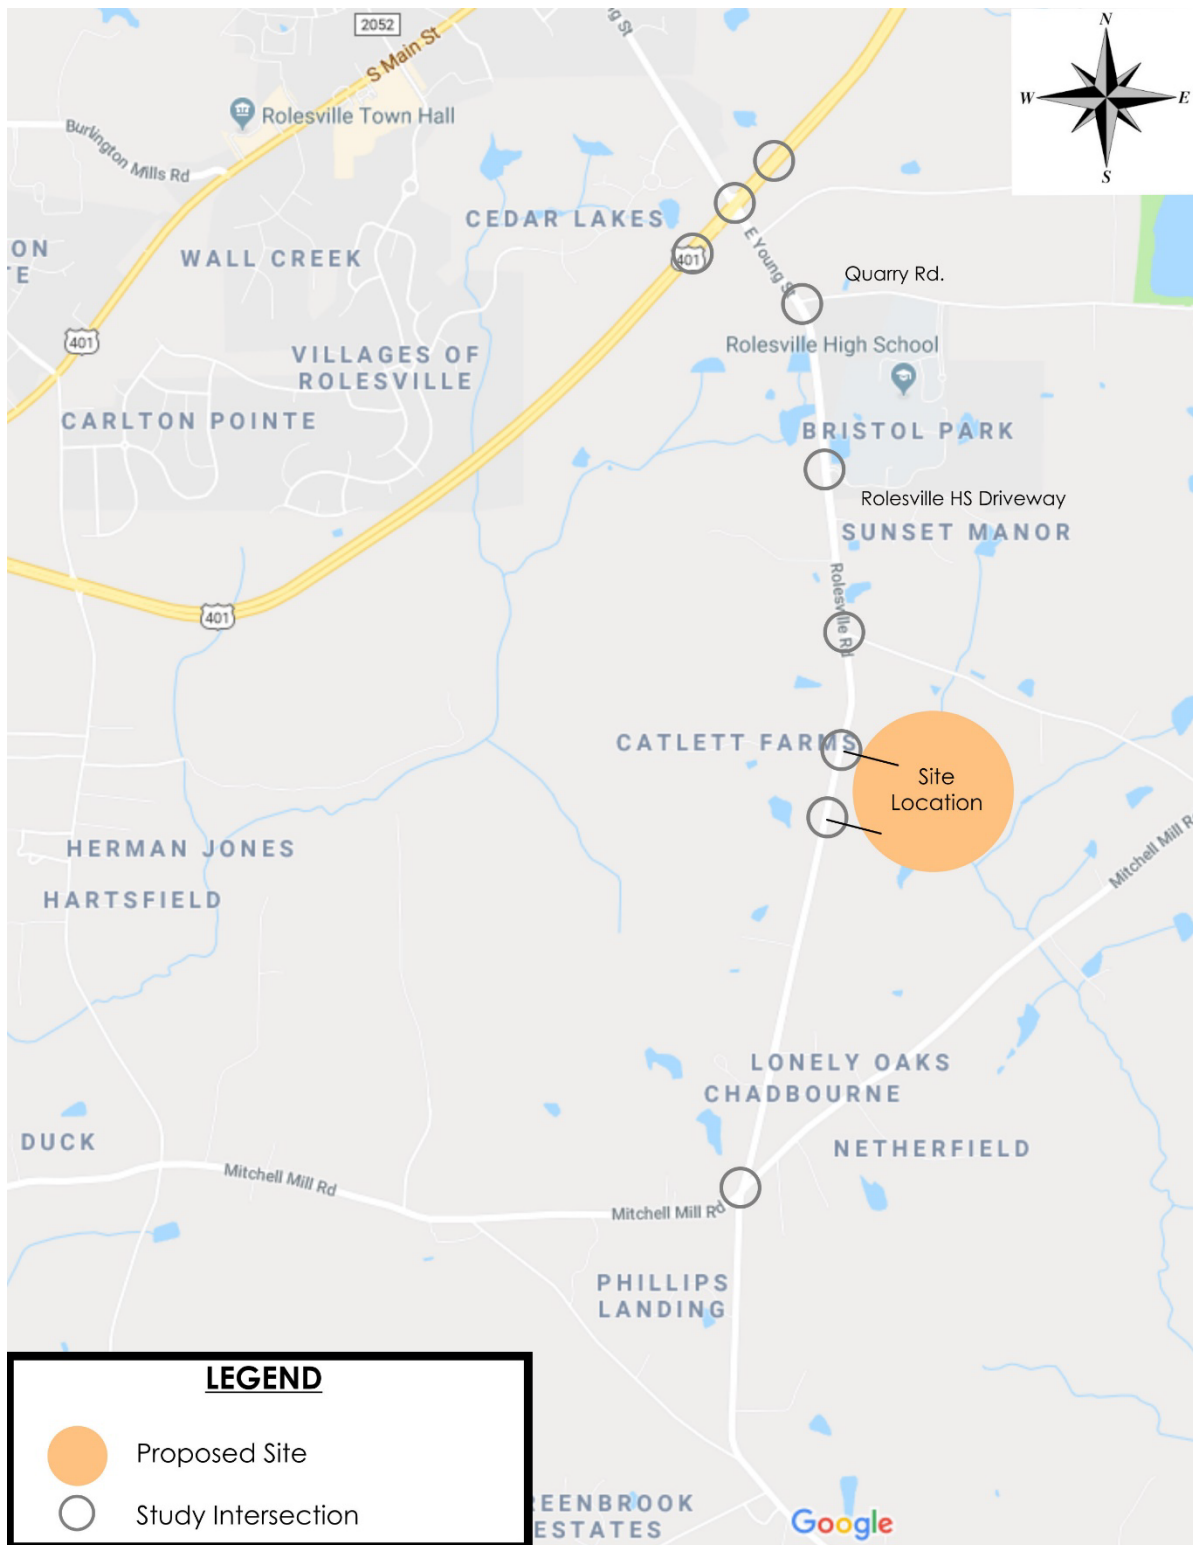 2052
ng St
S Main St
N
W
E
S
Rolesville Town Hall
Burlington Mills Rd
CEDAR LAKES
ON
TE
WALL CREEK
401
E Young St
Quarry Rd.
401
VILLAGES OF
ROLESVILLE
Rolesville High School
CARLTON POINTE
BRISTOL PARK
Rolesville HS Driveway
SUNSET MANOR
401
Rolesville Rd
CATLETT FARMS
Site
Location
Mitchell Mill R
HERMAN JONES
HARTSFIELD
LONELY OAKS
CHADBOURNE
DUCK
NETHERFIELD
Mitchell Mill Rd
Mitchell Mill Rd
PHILLIPS
LANDING
LEGEND
Proposed Site
Study Intersection
REENBROOK
ESTATES
Google